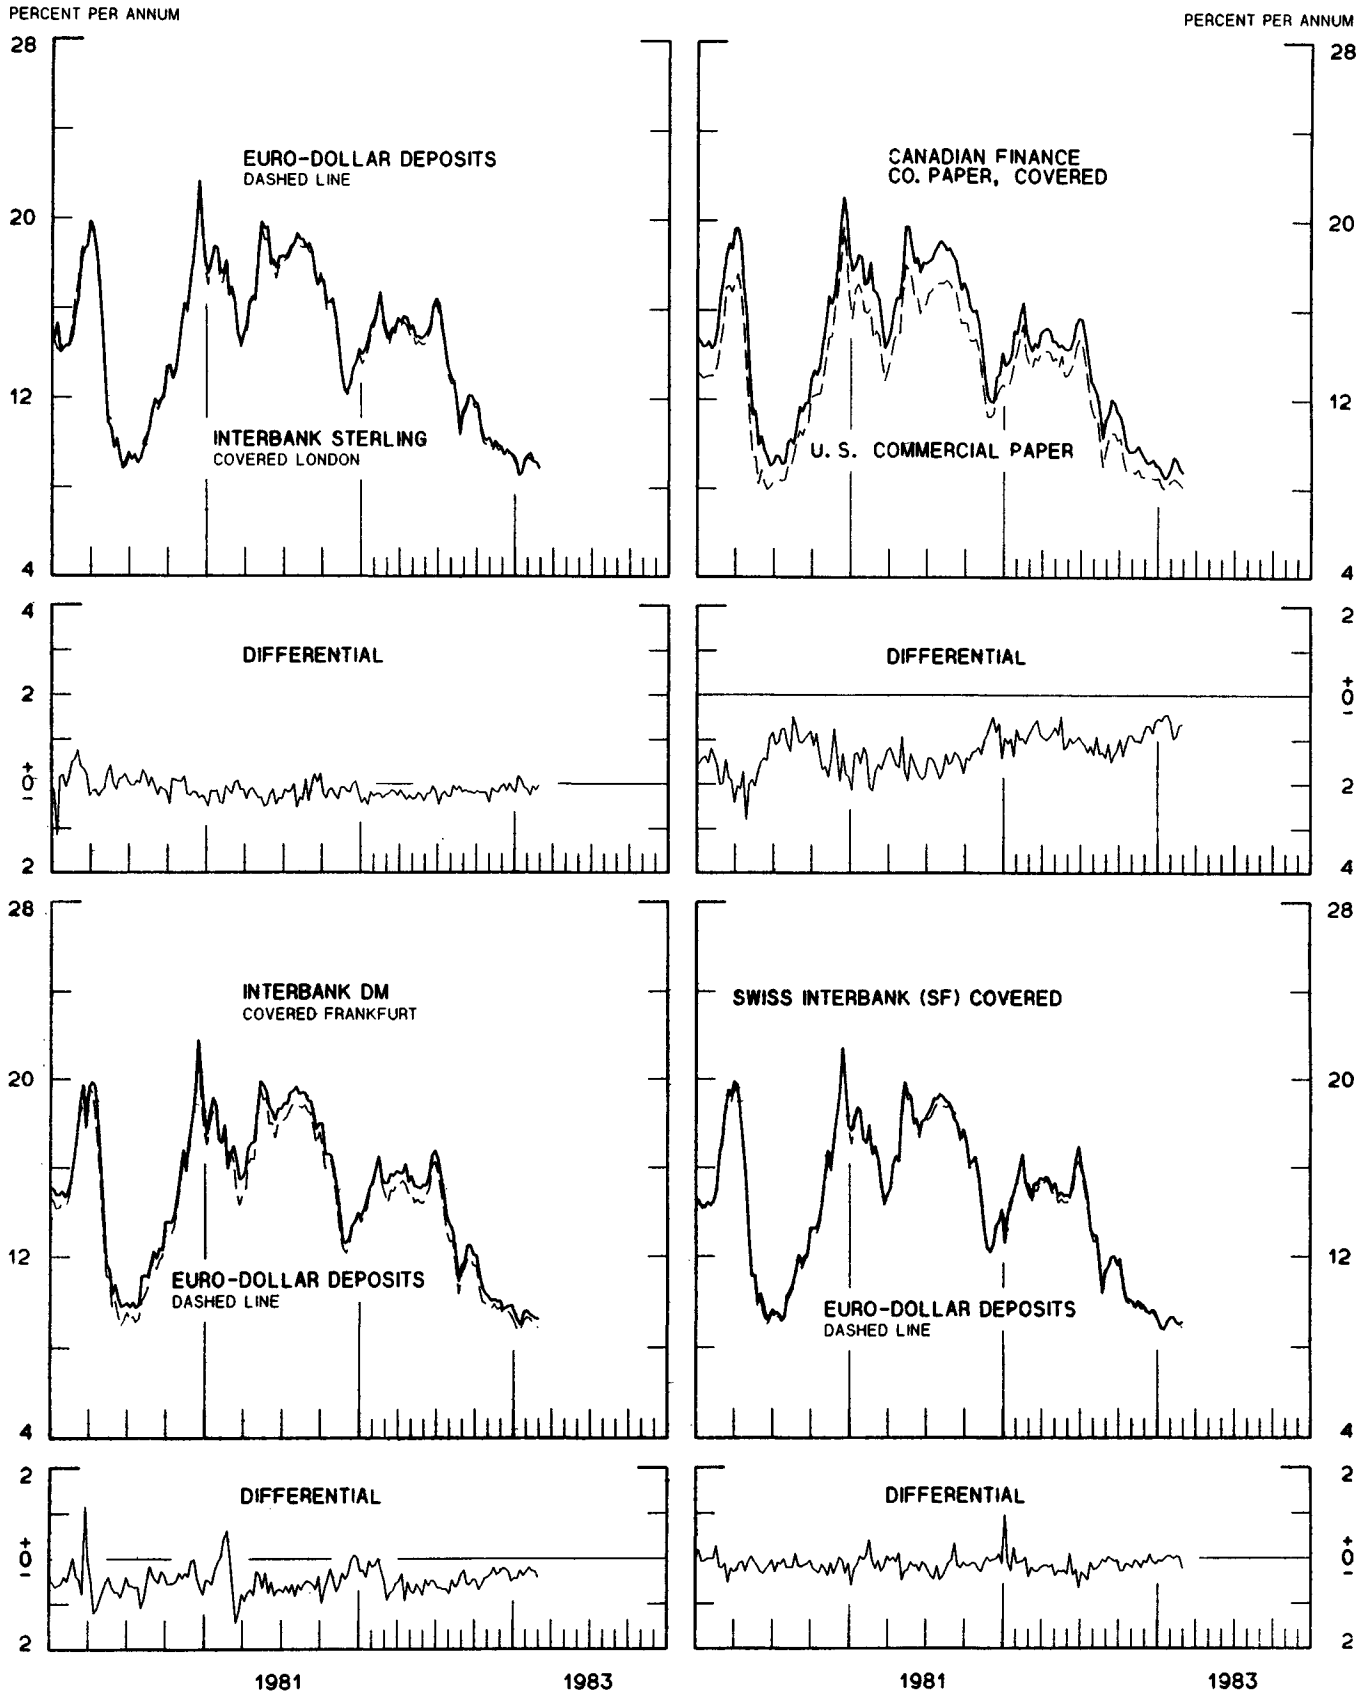 PERCENT PER ANNUM
PERCENT PER ANNUM
28
20
12
4
EURO-DOLLAR DEPOSITS
DASHED LINE
INTERBANK STERLING
COVERED LONDON
CANADIAN FINANCE
CO. PAPER, COVERED
U. S. COMMERCIAL PAPER
28
20
12
4
4
2
+
0
-
2
DIFFERENTIAL
DIFFERENTIAL
2
+
0
-
2
4
28
20
12
4
INTERBANK DM
COVERED FRANKFURT
EURO-DOLLAR DEPOSITS
DASHED LINE
SWISS INTERBANK (SF) COVERED
EURO-DOLLAR DEPOSITS
DASHED LINE
28
20
12
4
2
+
0
-
2
DIFFERENTIAL
DIFFERENTIAL
2
+
0
-
2
1981
1983
1981
1983